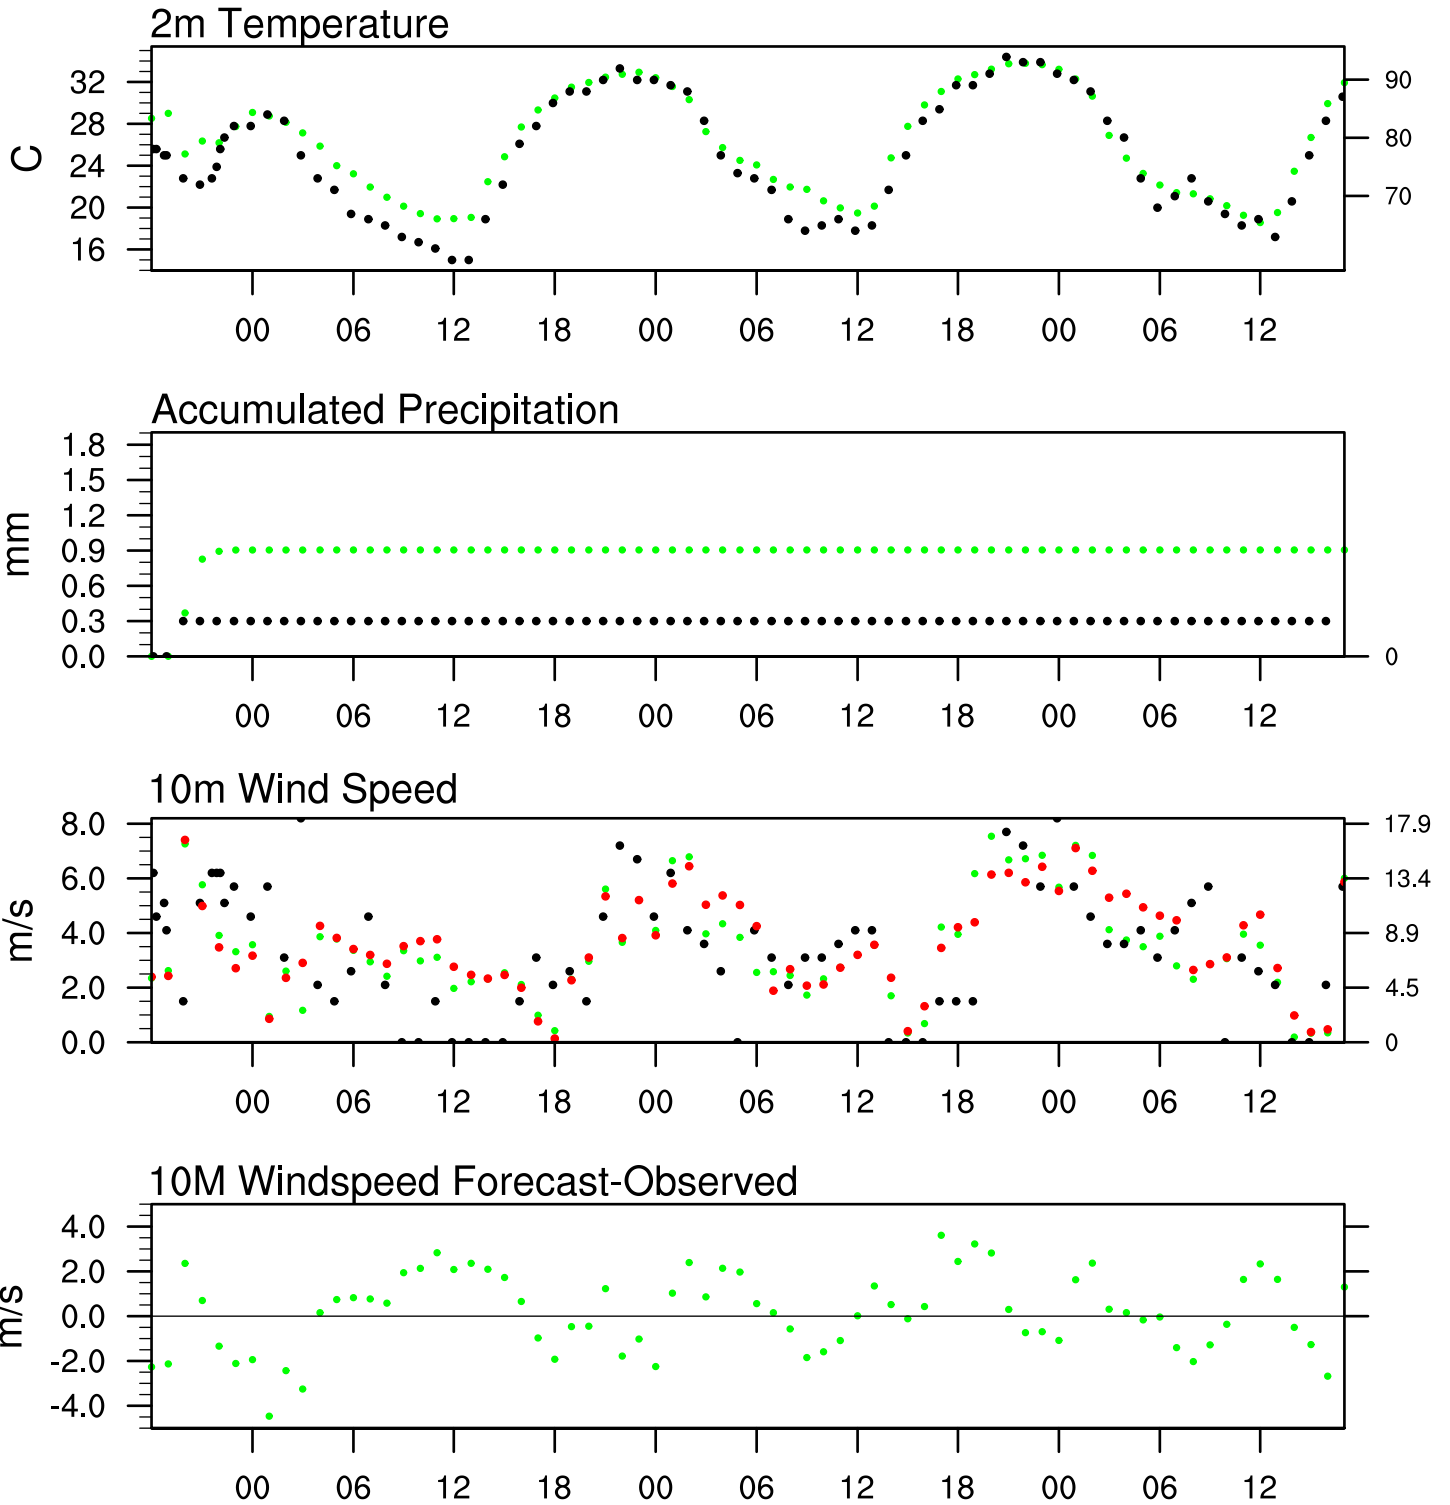 2m Temperature
C
32
28
24
20
16
90
80
70
00 06 12 18 00 06 12 18 00 06 12
Accumulated Precipitation
mm
1.8
1.5
1.2
0.9
0.6
0.3
0.0
0
00 06 12 18 00 06 12 18 00 06 12
10m Wind Speed
m/s
8.0
6.0
4.0
2.0
0.0
17.9
13.4
8.9
4.5
0
00 06 12 18 00 06 12 18 00 06 12
10M Windspeed Forecast-Observed
m/s
4.0
2.0
0.0
-2.0
-4.0
00 06 12 18 00 06 12 18 00 06 12